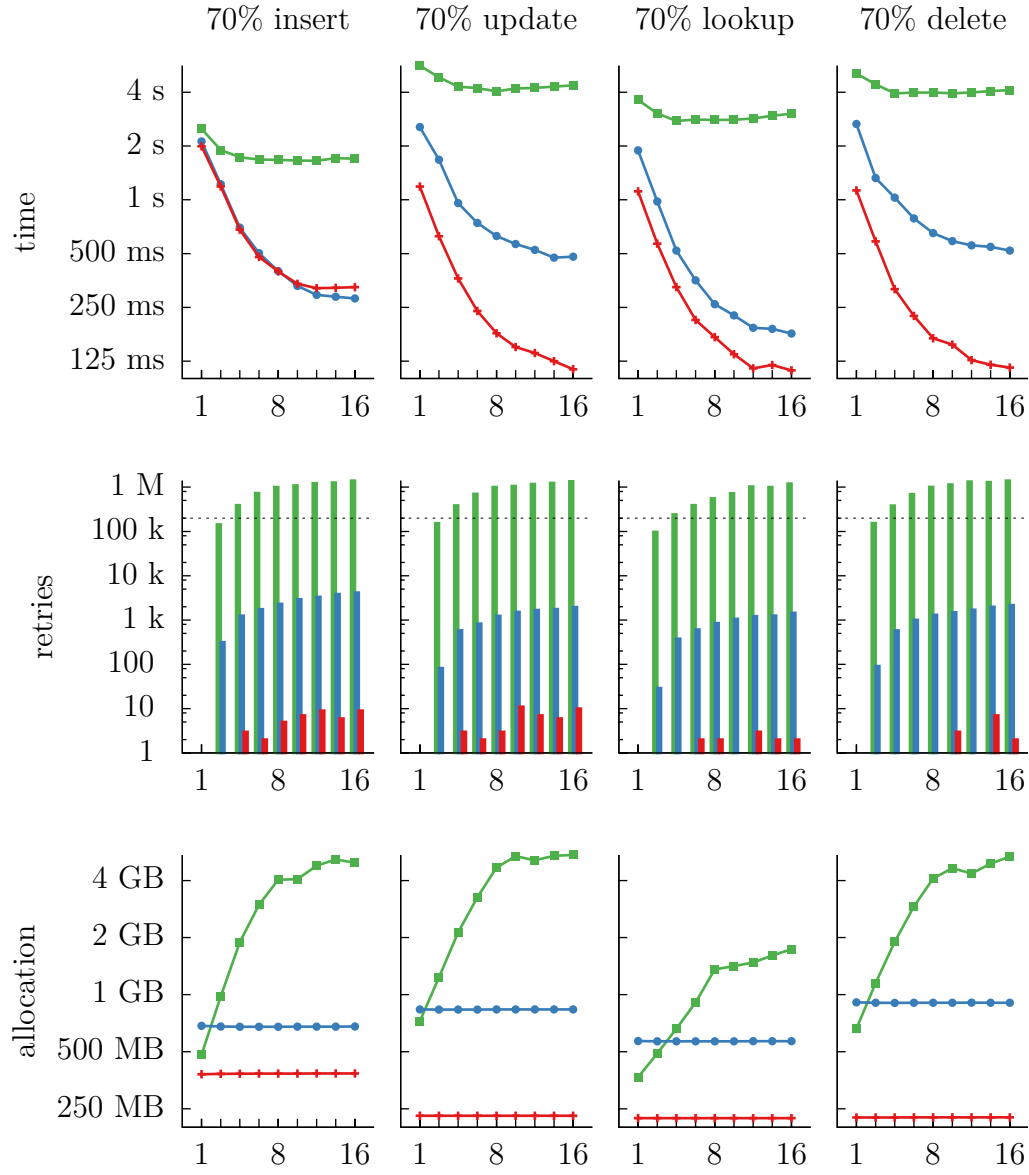 70% insert 70% update 70% lookup 70% delete
time
4 s
2 s
1 s
500 ms
250 ms
125 ms
1 8 16 1 8 16 1 8 16 1 8 16
retries
1 M
100 k
10 k
1 k
100
10
1
1 8 16 1 8 16 1 8 16 1 8 16
allocation
4 GB
2 GB
1 GB
500 MB
250 MB
1 8 16 1 8 16 1 8 16 1 8 16